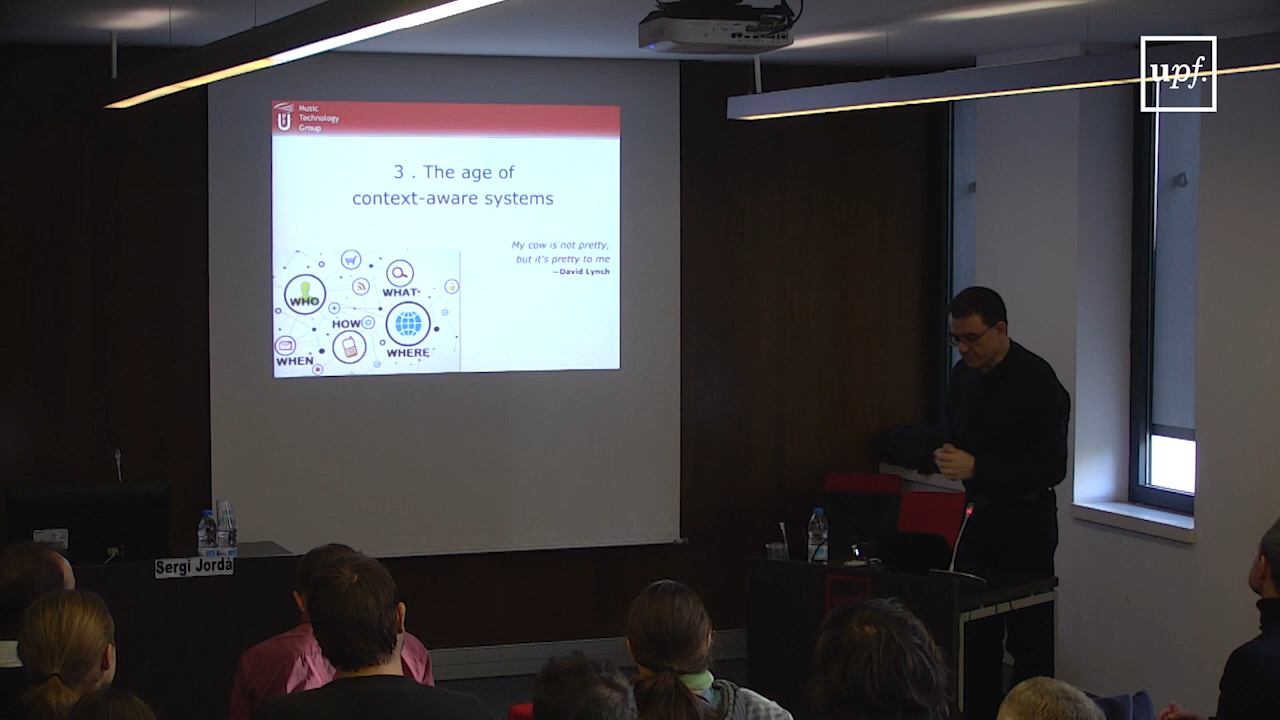 upf.
Music
Technology
Group
3 . The age of
context-aware systems
My cow is not pretty,
but it's pretty to me
—David Lynch
WHO
WHAT
HOW
WHERE
WHEN
Sergi Jordà